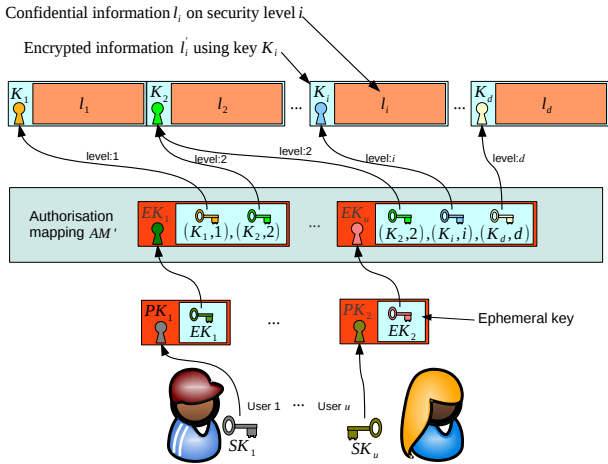 Confidential information l_i on security level i
Encrypted information l_i' using key K_i
K_1 l_1 K_2 l_2 ... K_i l_i ... K_d l_d
level:1 level:2 level:2 level:i level:d
Authorisation
mapping AM'
EK_1 (K_1,1),(K_2,2) ... EK_u (K_2,2),(K_i,i),(K_d,d)
PK_1 EK_1 ... PK_2 EK_2
Ephemeral key
User 1 ... User u
SK_1 SK_u